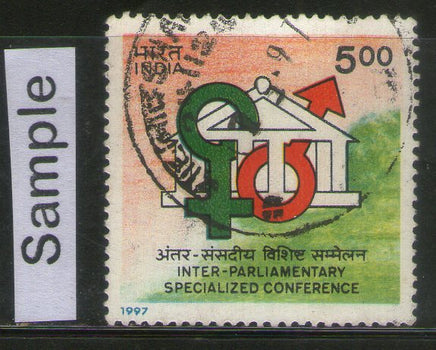 Sample
भारत
INDIA
5.00
अंतर-संसदीय विशिष्ट सम्मेलन
INTER-PARLIAMENTARY
SPECIALIZED CONFERENCE
1997